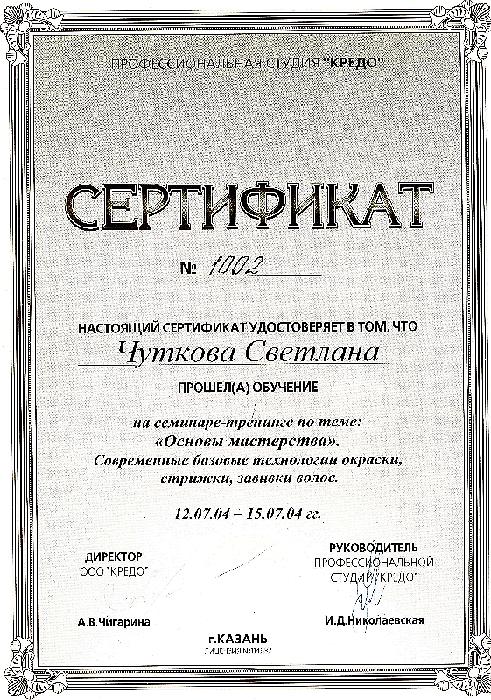 ПРОФЕССИОНАЛЬНАЯ СТУДИЯ "КРЕДО"
СЕРТИФИКАТ
№ 1002
НАСТОЯЩИЙ СЕРТИФИКАТ УДОСТОВЕРЯЕТ В ТОМ, ЧТО
Чуткова Светлана
ПРОШЕЛ(А) ОБУЧЕНИЕ
на семинаре-тренинге по теме:
«Основы мастерства».
Современные базовые технологии окраски,
стрижки, завивки волос.
12.07.04 – 15.07.04 гг.
ДИРЕКТОР
ООО "КРЕДО"
А.В.Чигарина
РУКОВОДИТЕЛЬ
ПРОФЕССИОНАЛЬНОЙ
СТУДИИ "КРЕДО"
И.Д.Николаевская
г.КАЗАНЬ